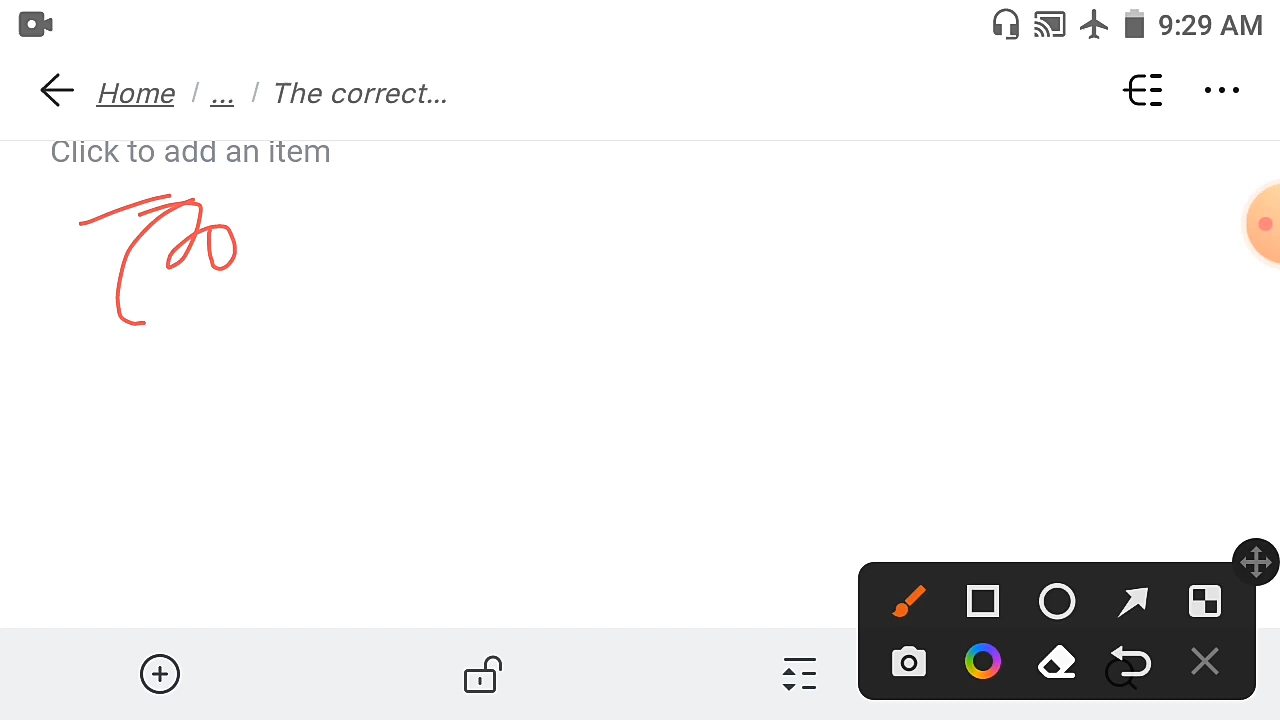 9:29 AM
Home / ... / The correct...
Click to add an item